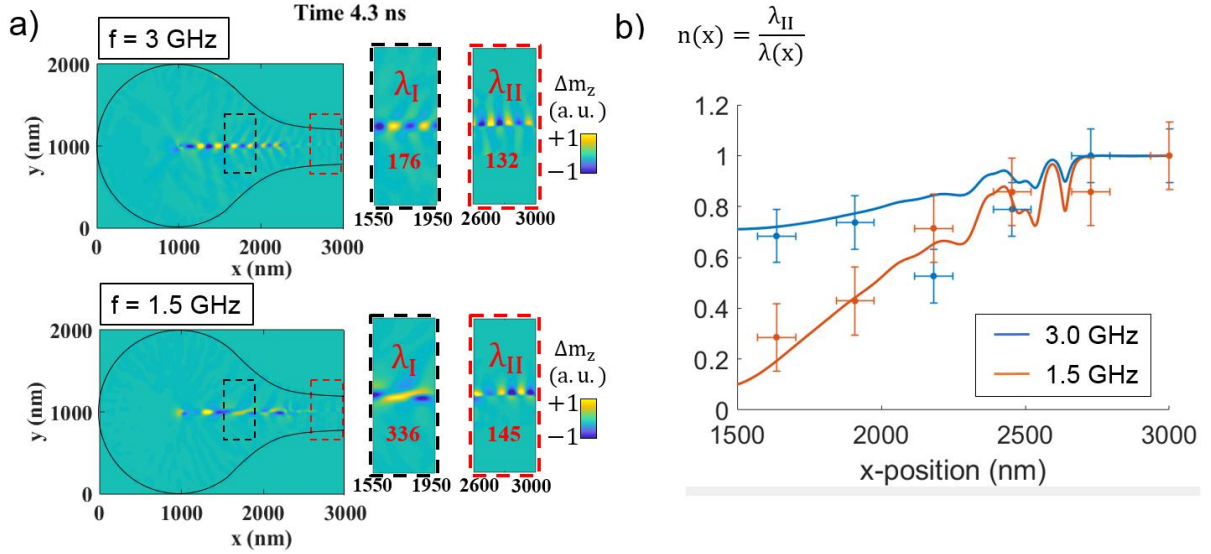 a)
Time 4.3 ns
f = 3 GHz
2000
1000
0
y (nm)
0 1000 2000 3000
x (nm)
λI
176
1550 1950
λII
132
2600 3000
Δmz
(a. u.)
+1
−1
f = 1.5 GHz
2000
1000
0
y (nm)
0 1000 2000 3000
x (nm)
λI
336
1550 1950
λII
145
2600 3000
Δmz
(a. u.)
+1
−1
b)
n(x) = λII / λ(x)
1.2
1
0.8
0.6
0.4
0.2
0
3.0 GHz
1.5 GHz
1500 2000 2500 3000
x-position (nm)